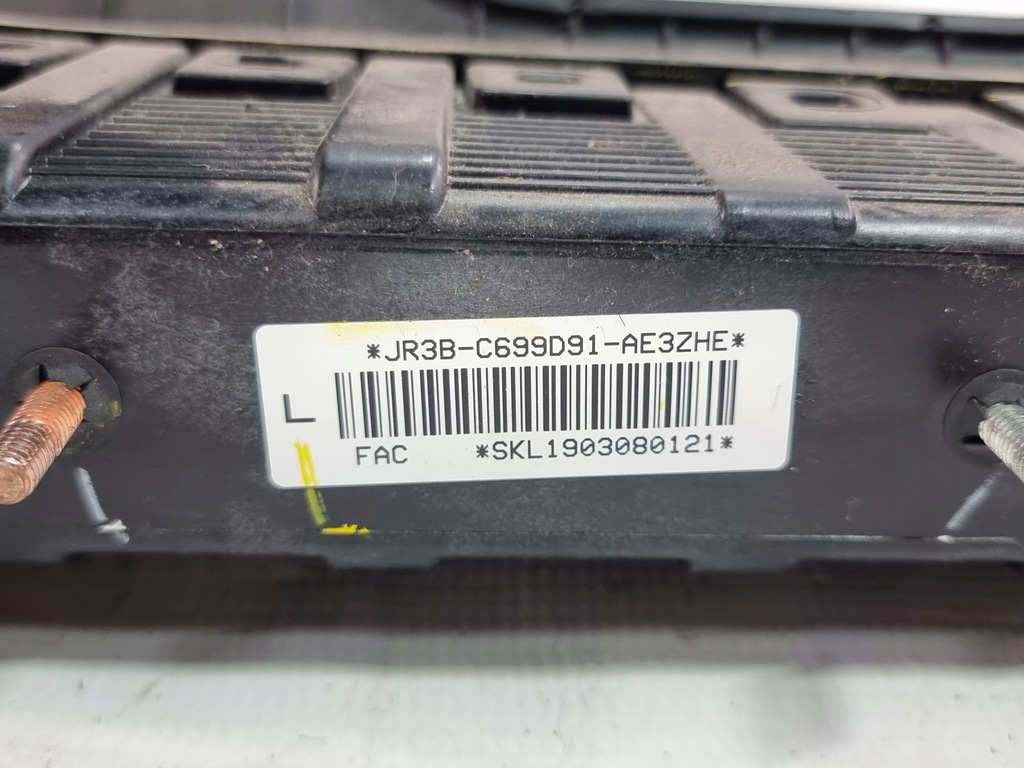 *JR3B-C699D91-AE3ZHE*
L
FAC *SKL1903080121*